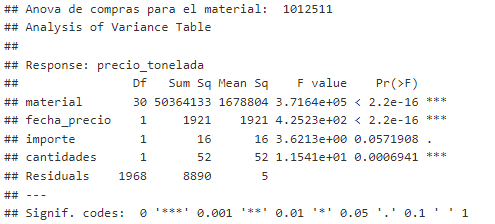 ## Anova de compras para el material:  1012511
## Analysis of Variance Table
##
## Response: precio_tonelada
##                Df   Sum Sq Mean Sq    F value    Pr(>F)
## material       30 50364133 1678804 3.7164e+05 < 2.2e-16 ***
## fecha_precio    1     1921    1921 4.2523e+02 < 2.2e-16 ***
## importe         1       16      16 3.6213e+00 0.0571908 .
## cantidades      1       52      52 1.1541e+01 0.0006941 ***
## Residuals    1968     8890       5
## ---
## Signif. codes:  0 '***' 0.001 '**' 0.01 '*' 0.05 '.' 0.1 ' ' 1